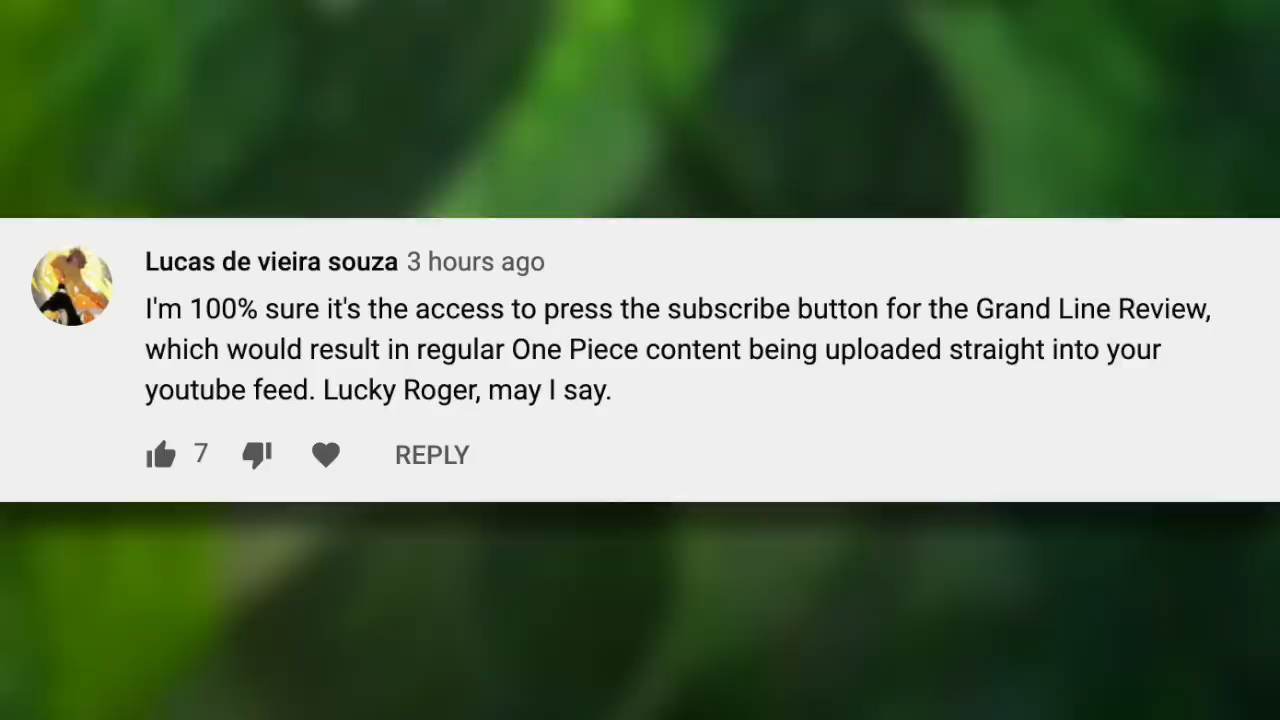 Lucas de vieira souza 3 hours ago
I'm 100% sure it's the access to press the subscribe button for the Grand Line Review,
which would result in regular One Piece content being uploaded straight into your
youtube feed. Lucky Roger, may I say.
7 REPLY